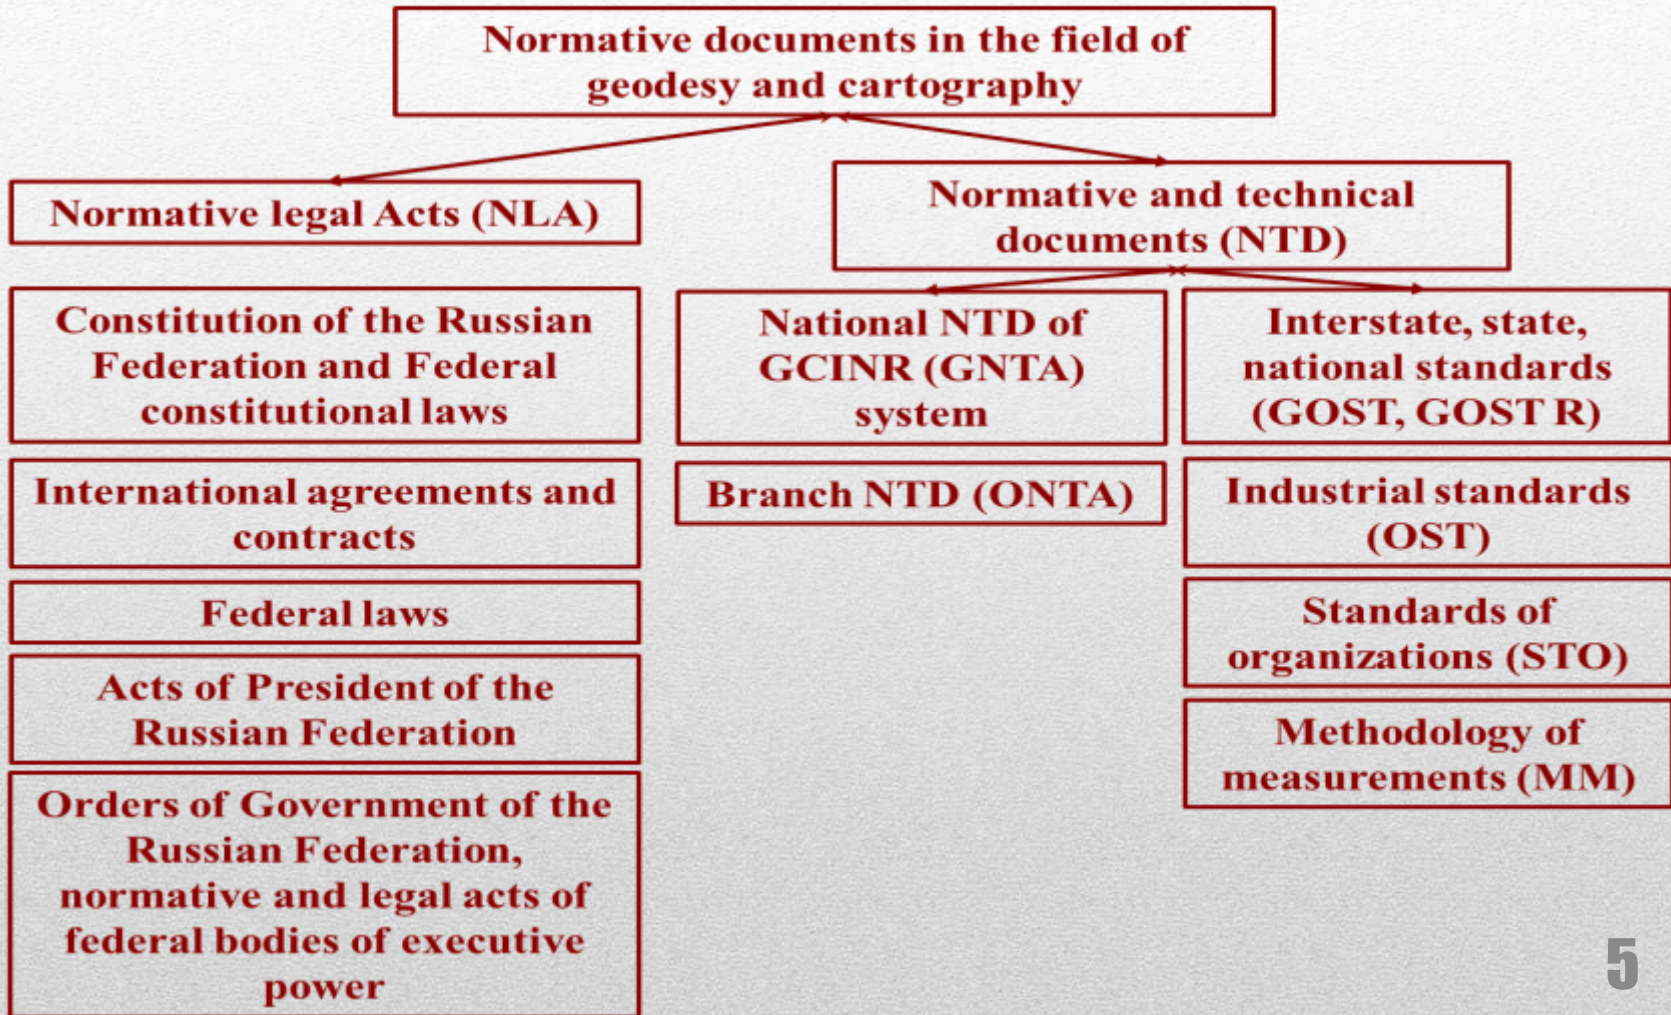 Normative documents in the field of
geodesy and cartography
Normative legal Acts (NLA)
Normative and technical
documents (NTD)
Constitution of the Russian
Federation and Federal
constitutional laws
International agreements and
contracts
Federal laws
Acts of President of the
Russian Federation
Orders of Government of the
Russian Federation,
normative and legal acts of
federal bodies of executive
power
National NTD of
GCINR (GNTA)
system
Branch NTD (ONTA)
Interstate, state,
national standards
(GOST, GOST R)
Industrial standards
(OST)
Standards of
organizations (STO)
Methodology of
measurements (MM)
5